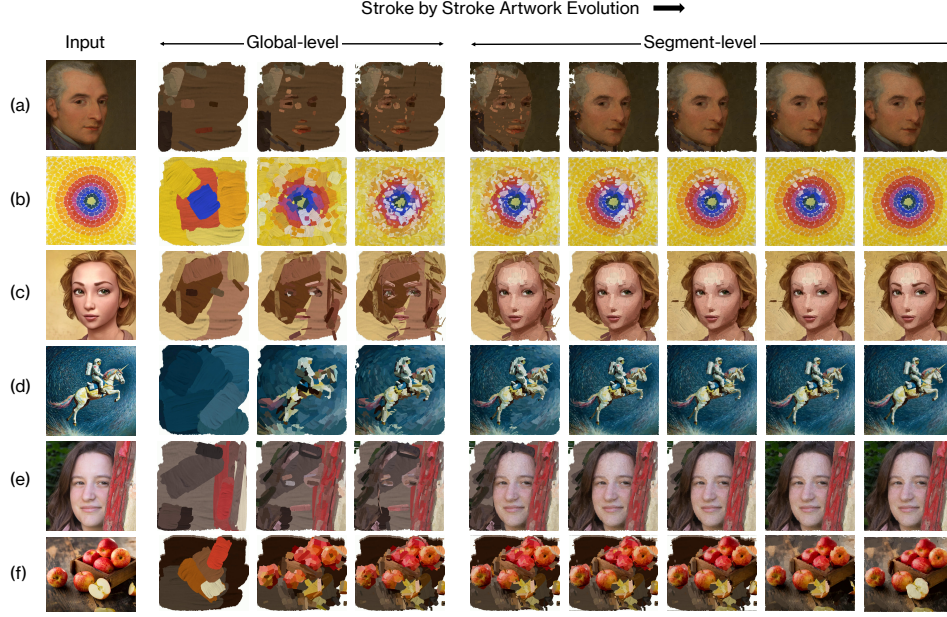 Stroke by Stroke Artwork Evolution
Input
Global-level
Segment-level
(a)
(b)
(c)
(d)
(e)
(f)